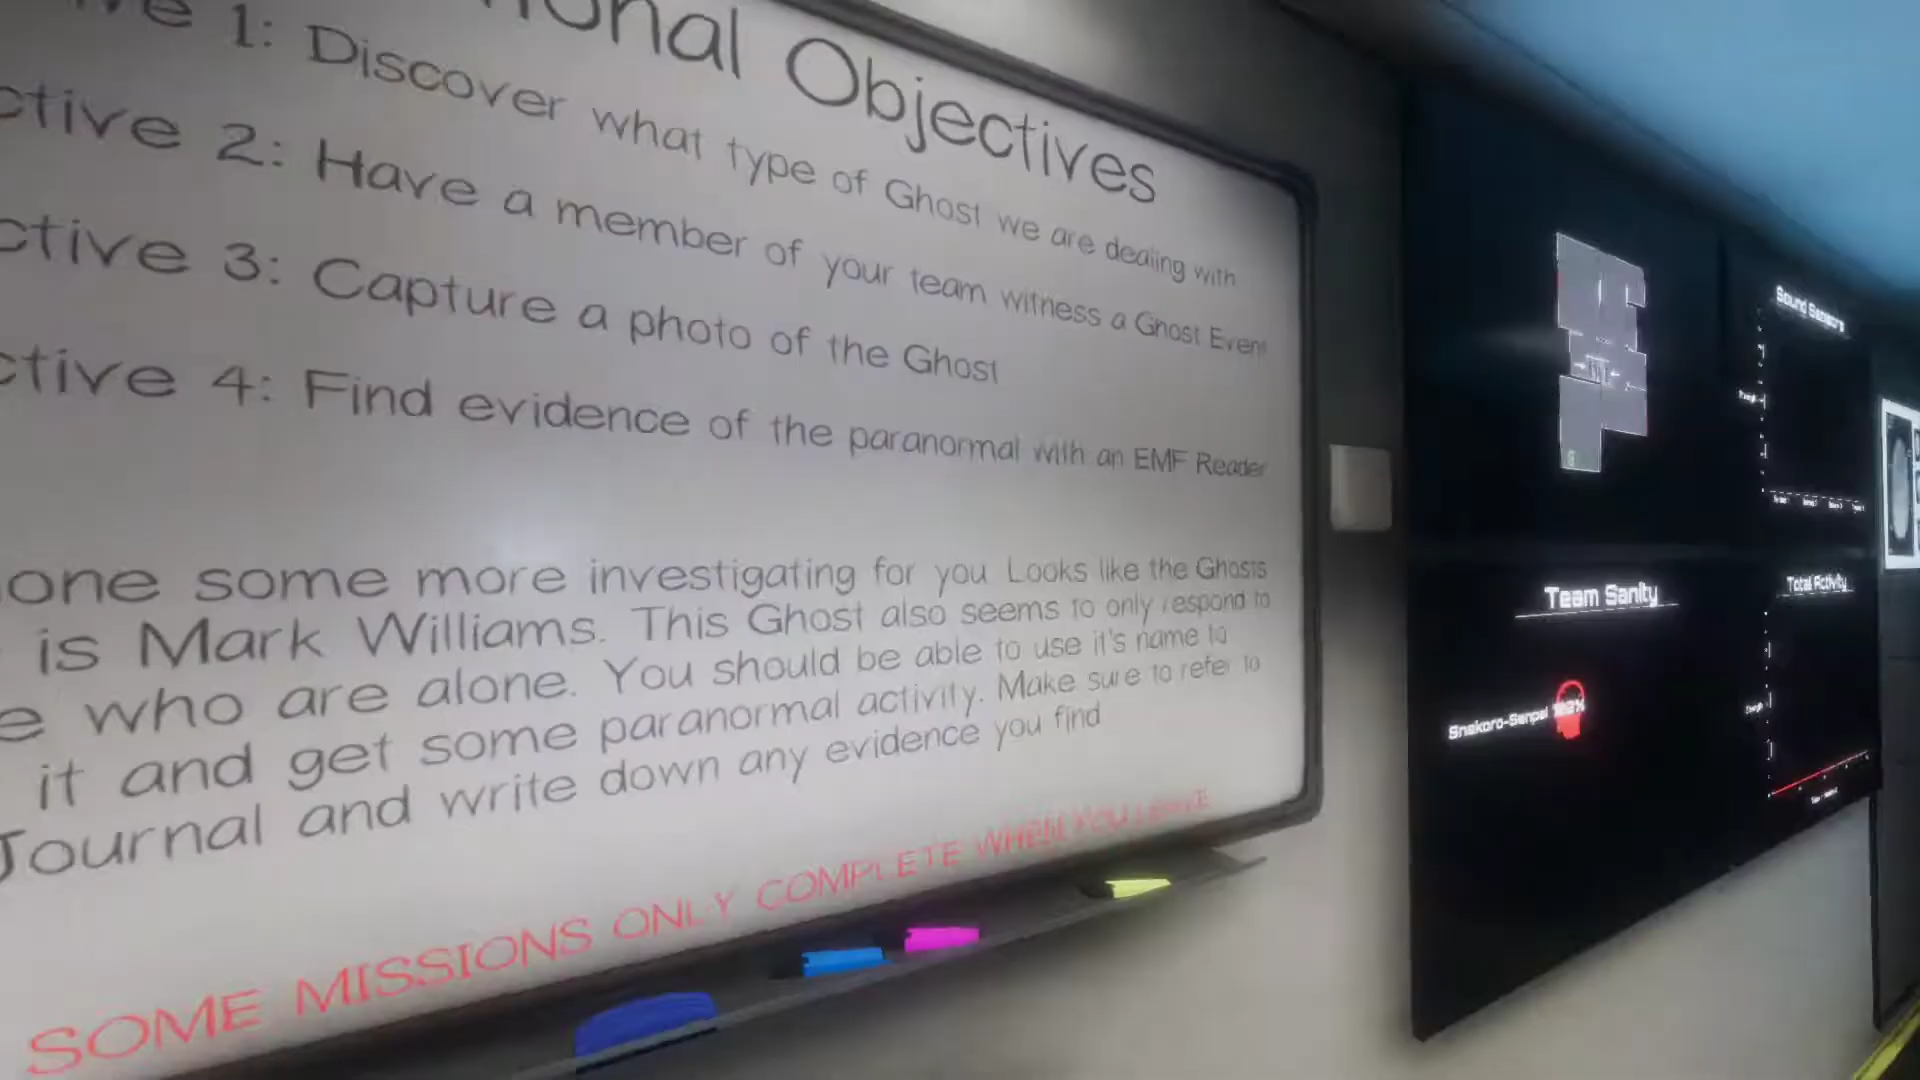 Objectives
1: Discover what type of Ghost we are dealing with
ctive 2: Have a member of your team witness a Ghost Event
ctive 3: Capture a photo of the Ghost
ctive 4: Find evidence of the paranormal with an EMF Reader
one some more investigating for you Looks like the Ghosts
is Mark Williams. This Ghost also seems to only respond to
e who are alone. You should be able to use it's name to
it and get some paranormal activity. Make sure to refer to
Journal and write down any evidence you find
SOME MISSIONS ONLY COMPLETE WHEN YOU LEAVE
Sound Sensors
Team Sanity
Total Activity